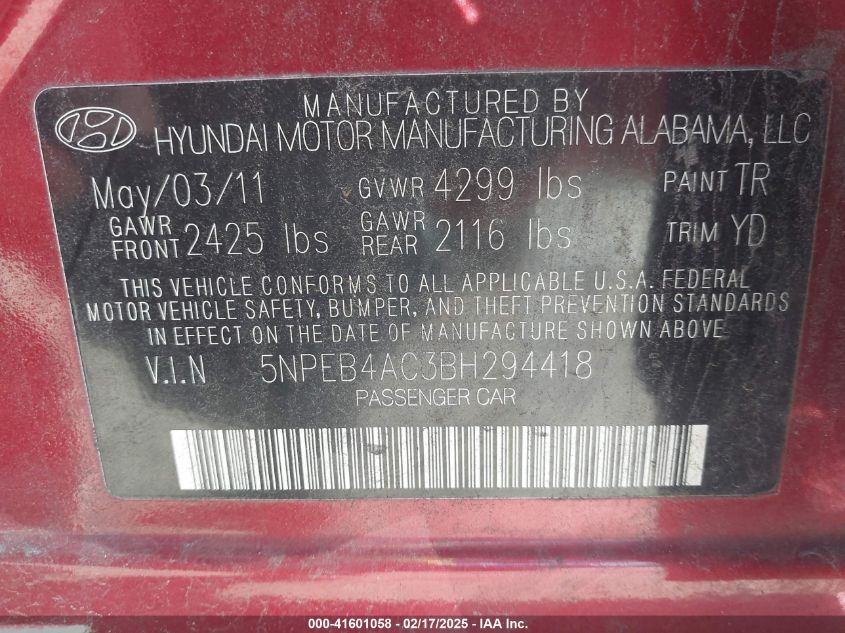 MANUFACTURED BY
HYUNDAI MOTOR MANUFACTURING ALABAMA, LLC
May/03/11 GVWR 4299 lbs PAINT TR
GAWR FRONT 2425 lbs GAWR REAR 2116 lbs TRIM YD
THIS VEHICLE CONFORMS TO ALL APPLICABLE U.S.A. FEDERAL
MOTOR VEHICLE SAFETY, BUMPER, AND THEFT PREVENTION STANDARDS
IN EFFECT ON THE DATE OF MANUFACTURE SHOWN ABOVE
V.I.N 5NPEB4AC3BH294418
PASSENGER CAR
000-41601058 - 02/17/2025 - IAA Inc.